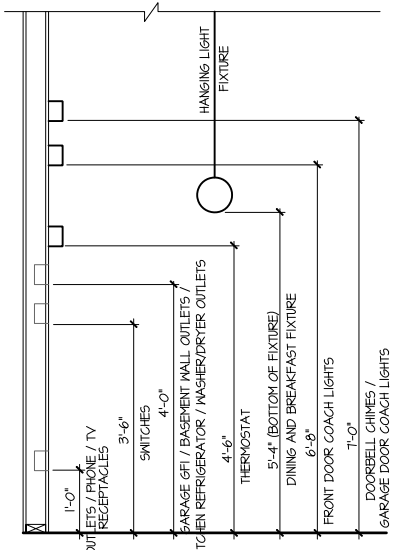 HANGING LIGHT
FIXTURE
1'-0"
OUTLETS / PHONE / TV
RECEPTACLES
3'-6"
SWITCHES
4'-0"
GARAGE GFI / BASEMENT WALL OUTLETS /
TCHEN REFRIGERATOR / WASHER/DRYER OUTLETS
4'-6"
THERMOSTAT
5'-4" (BOTTOM OF FIXTURE)
DINING AND BREAKFAST FIXTURE
6'-8"
FRONT DOOR COACH LIGHTS
7'-0"
DOORBELL CHIMES /
GARAGE DOOR COACH LIGHTS